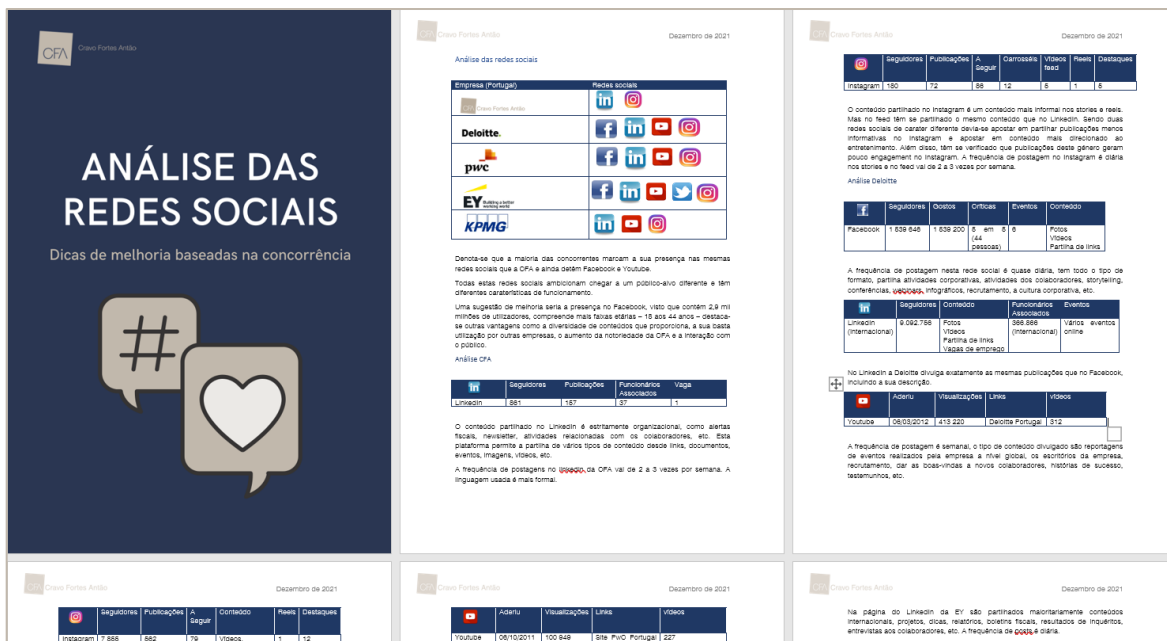 CFA Cravo Fortes Antão
ANÁLISE DAS
REDES SOCIAIS
Dicas de melhoria baseadas na concorrência
CFA Cravo Fortes Antão
Dezembro de 2021
Análise das redes sociais
Empresa (Portugal) Redes sociais
CFA Cravo Fortes Antão
Deloitte.
pwc
EY Building a better
working world
KPMG
Denota-se que a maioria das concorrentes marcam a sua presença nas mesmas
redes sociais que a CFA e ainda detêm Facebook e Youtube.
Todas estas redes sociais ambicionam chegar a um público-alvo diferente e têm
diferentes caraterísticas de funcionamento.
Uma sugestão de melhoria seria a presença no Facebook, visto que contém 2,9 mil
milhões de utilizadores, compreende mais faixas etárias – 18 aos 44 anos – destaca-
se outras vantagens como a diversidade de conteúdos que proporciona, a sua basta
utilização por outras empresas, o aumento da notoriedade da CFA e a interação com
o público.
Análise CFA
Seguidores Publicações Funcionários Vaga
Associados
Linkedin 861 187 37 1
O conteúdo partilhado no Linkedin é estritamente organizacional, como alertas
fiscais, newsletter, atividades relacionadas com os colaboradores, etc. Esta
plataforma permite a partilha de vários tipos de conteúdo desde links, documentos,
eventos, imagens, vídeos, etc.
A frequência de postagens no linkedin da CFA vai de 2 a 3 vezes por semana. A
linguagem usada é mais formal.
CFA Cravo Fortes Antão
Dezembro de 2021
Seguidores Publicações A Carrosséis Vídeos Reels Destaques
Seguir feed
Instagram 180 72 86 12 8 1 5
O conteúdo partilhado no Instagram é um conteúdo mais informal nos stories e reels.
Mas no feed têm se partilhado o mesmo conteúdo que no Linkedin. Sendo duas
redes sociais de carater diferente devia-se apostar em partilhar publicações menos
informativas no Instagram e apostar em conteúdo mais direcionado ao
entretenimento. Além disso, têm se verificado que publicações deste género geram
pouco engagement no Instagram. A frequência de postagem no Instagram é diária
nos stories e no feed vai de 2 a 3 vezes por semana.
Análise Deloitte
Seguidores Gostos Críticas Eventos Conteúdo
Facebook 1 839 646 1 839 200 5 em 5 6 Fotos
(44 Vídeos
pessoas) Partilha de links
A frequência de postagem nesta rede social é quase diária, tem todo o tipo de
formato, partilha atividades corporativas, atividades dos colaboradores, storytelling,
conferências, webinars, infográficos, recrutamento, a cultura corporativa, etc.
Seguidores Conteúdo Funcionários Eventos
Associados
Linkedin 9.092.756 Fotos 366.866 Vários eventos
(internacional) Vídeos (internacional) online
Partilha de links
Vagas de emprego
No Linkedin a Deloitte divulga exatamente as mesmas publicações que no Facebook,
incluindo a sua descrição.
Aderiu Visualizações Links vídeos
Youtube 06/03/2012 413 220 Deloitte Portugal 312
A frequência de postagem é semanal, o tipo de conteúdo divulgado são reportagens
de eventos realizados pela empresa a nível global, os escritórios da empresa,
recrutamento, dar as boas-vindas a novos colaboradores, histórias de sucesso,
testemunhos, etc.
CFA Cravo Fortes Antão
Dezembro de 2021
Seguidores Publicações A Conteúdo Reels Destaques
Seguir
Instagram 7.866 662 79 Vídeos, 1 12
CFA Cravo Fortes Antão
Dezembro de 2021
Aderiu Visualizações Links vídeos
Youtube 06/10/2011 100 949 Site PwC Portugal 227
CFA Cravo Fortes Antão
Dezembro de 2021
Na página do Linkedin da EY são partilhados maioritariamente conteúdos
internacionais, projetos, dicas, relatórios, boletins fiscais, resultados de inquéritos,
entrevistas aos colaboradores, etc. A frequência de posts é diária.